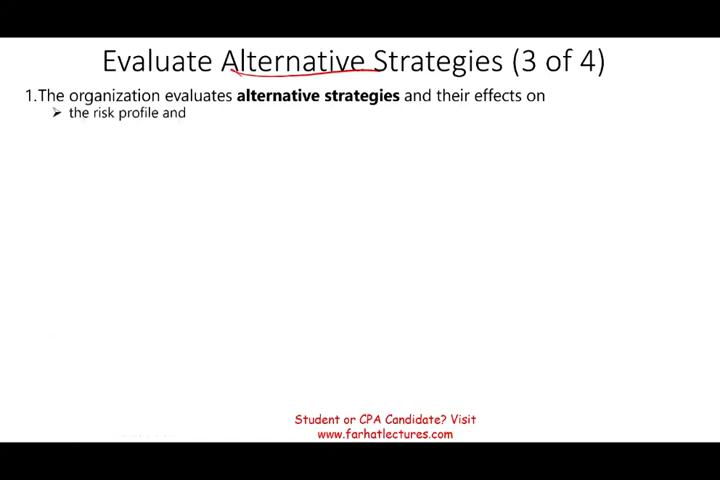 Evaluate Alternative Strategies (3 of 4)
1.The organization evaluates alternative strategies and their effects on
➢ the risk profile and
Student or CPA Candidate? Visit
www.farhatlectures.com